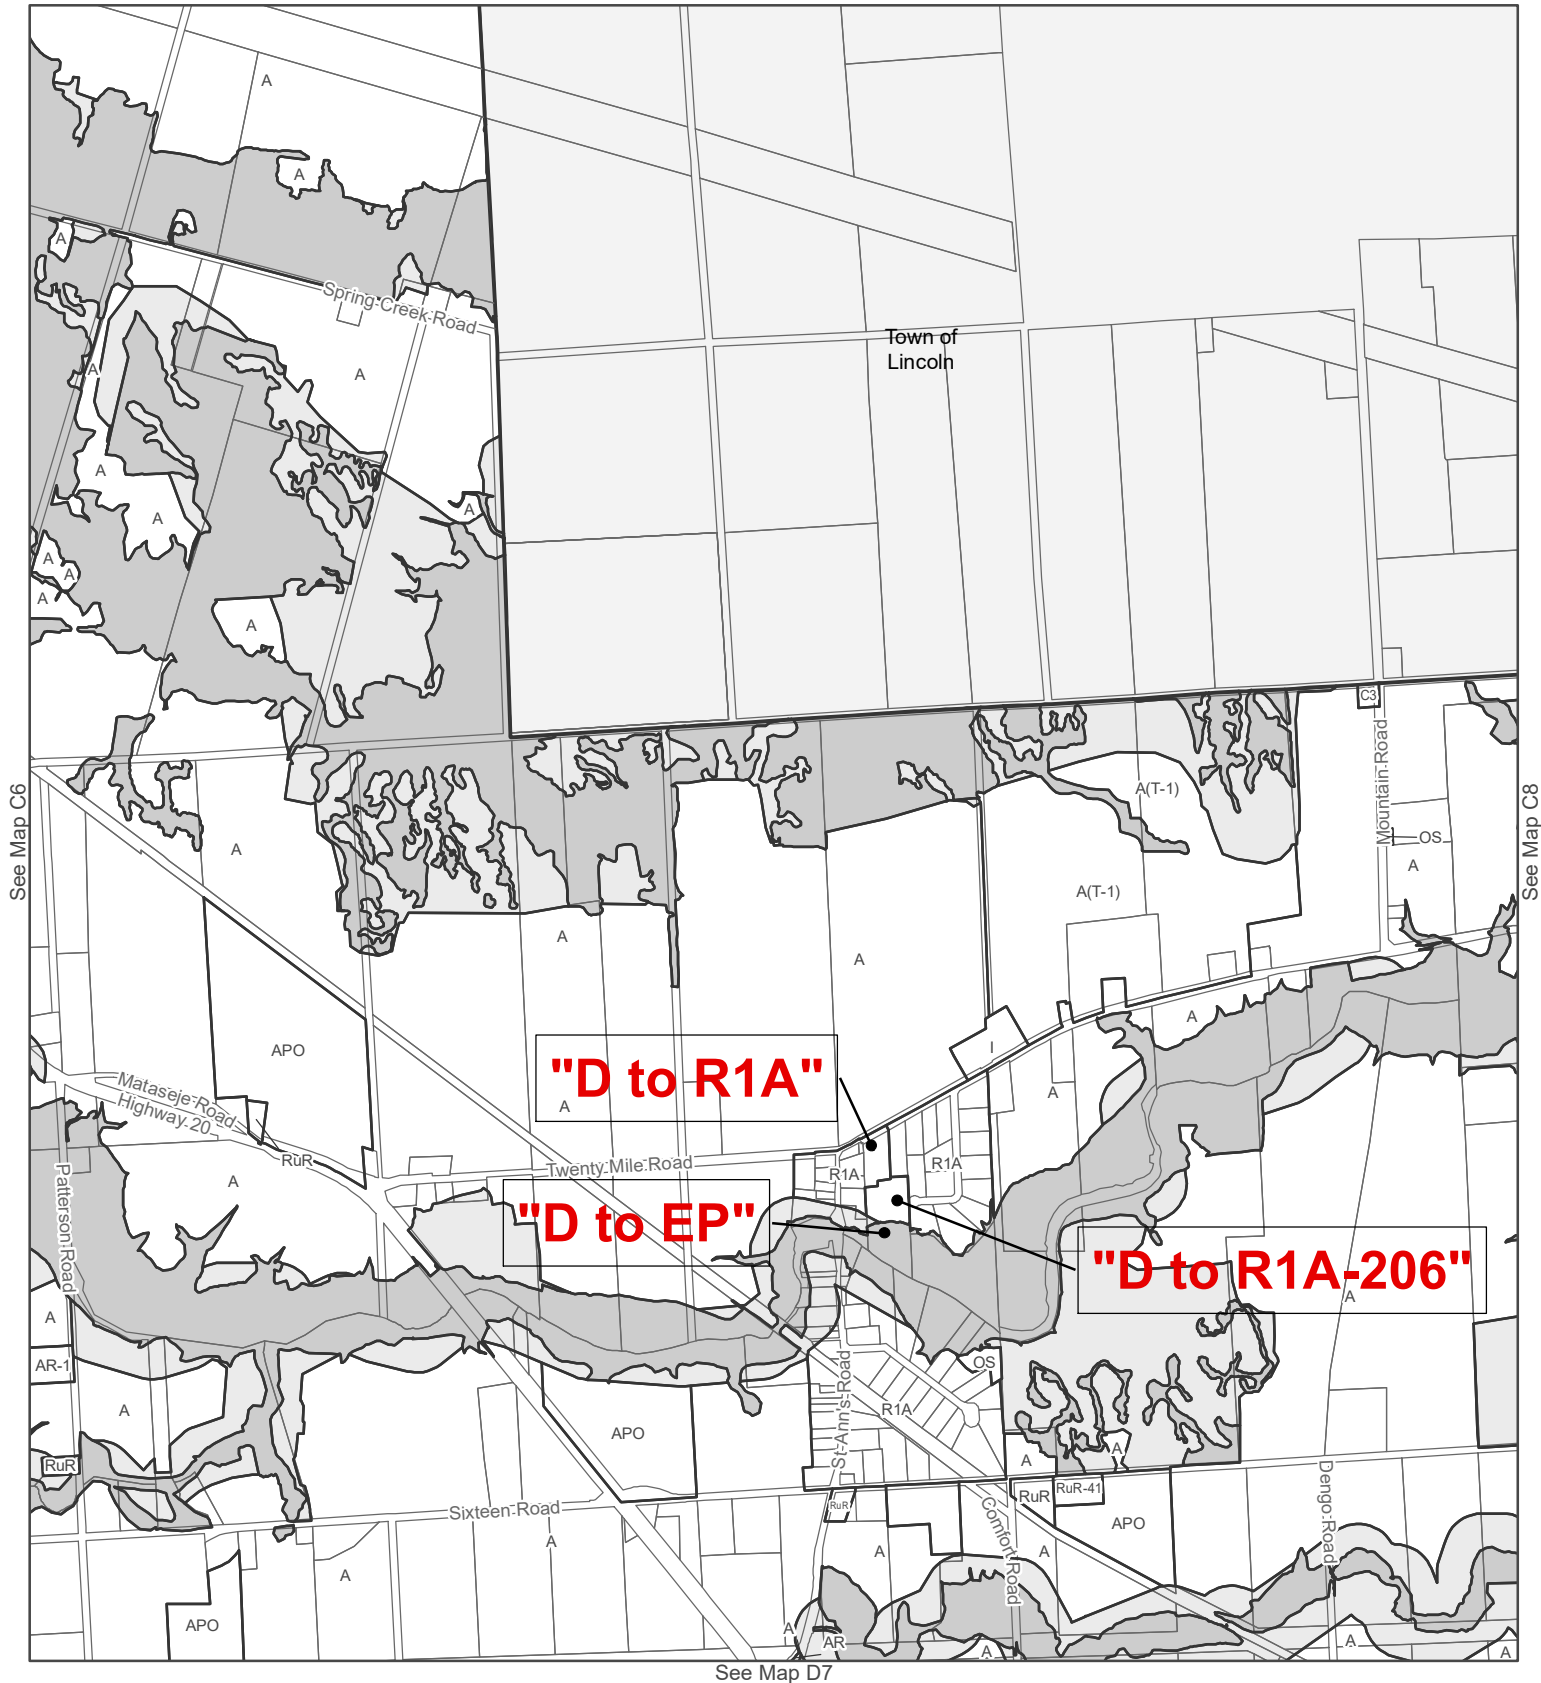 A
A
A
Spring Creek Road
Town of
Lincoln
A
A
A
A
A
A
A
A
A
C3
See Map C6
Mountain Road
See Map C8
A(T-1)
OS
A
A
A(T-1)
A
A
A
APO
I
"D to R1A"
A
A
Mataseje Road
Highway 20
RuR
Twenty Mile Road
R1A
R1A
Patterson Road
A
"D to EP"
"D to R1A-206"
A
A
AR-1
OS
St Ann's Road
R1A
A
APO
A
A
RuR
RuR
RuR-41
RuR
Sixteen Road
Comfort Road
APO
Dengo Road
A
A
A
A
APO
A
AR
A
A
A
See Map D7